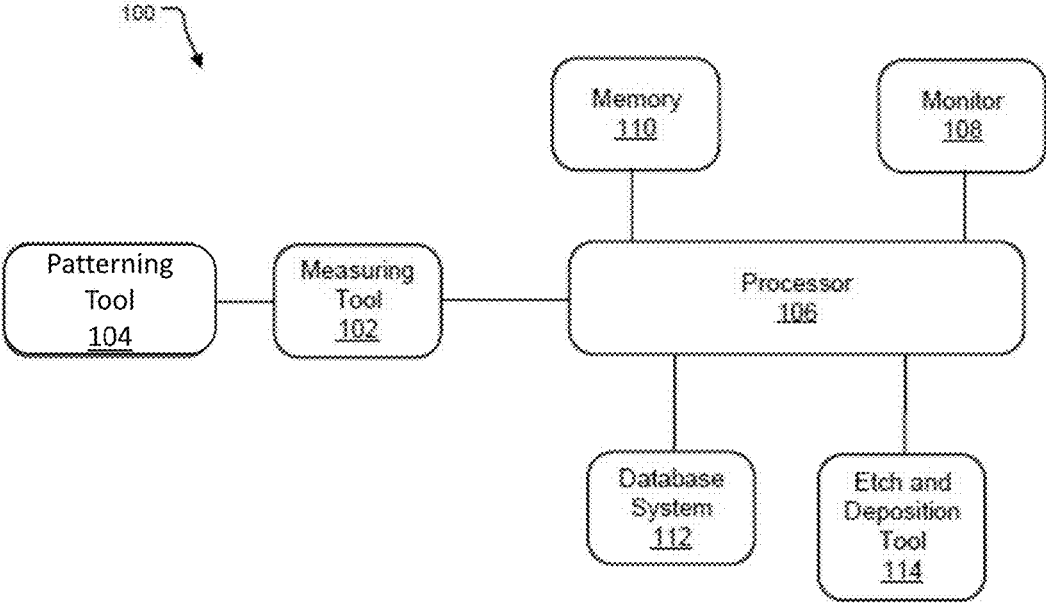 100
Memory
110
Monitor
108
Patterning
Tool
104
Measuring
Tool
102
Processor
106
Database
System
112
Etch and
Deposition
Tool
114